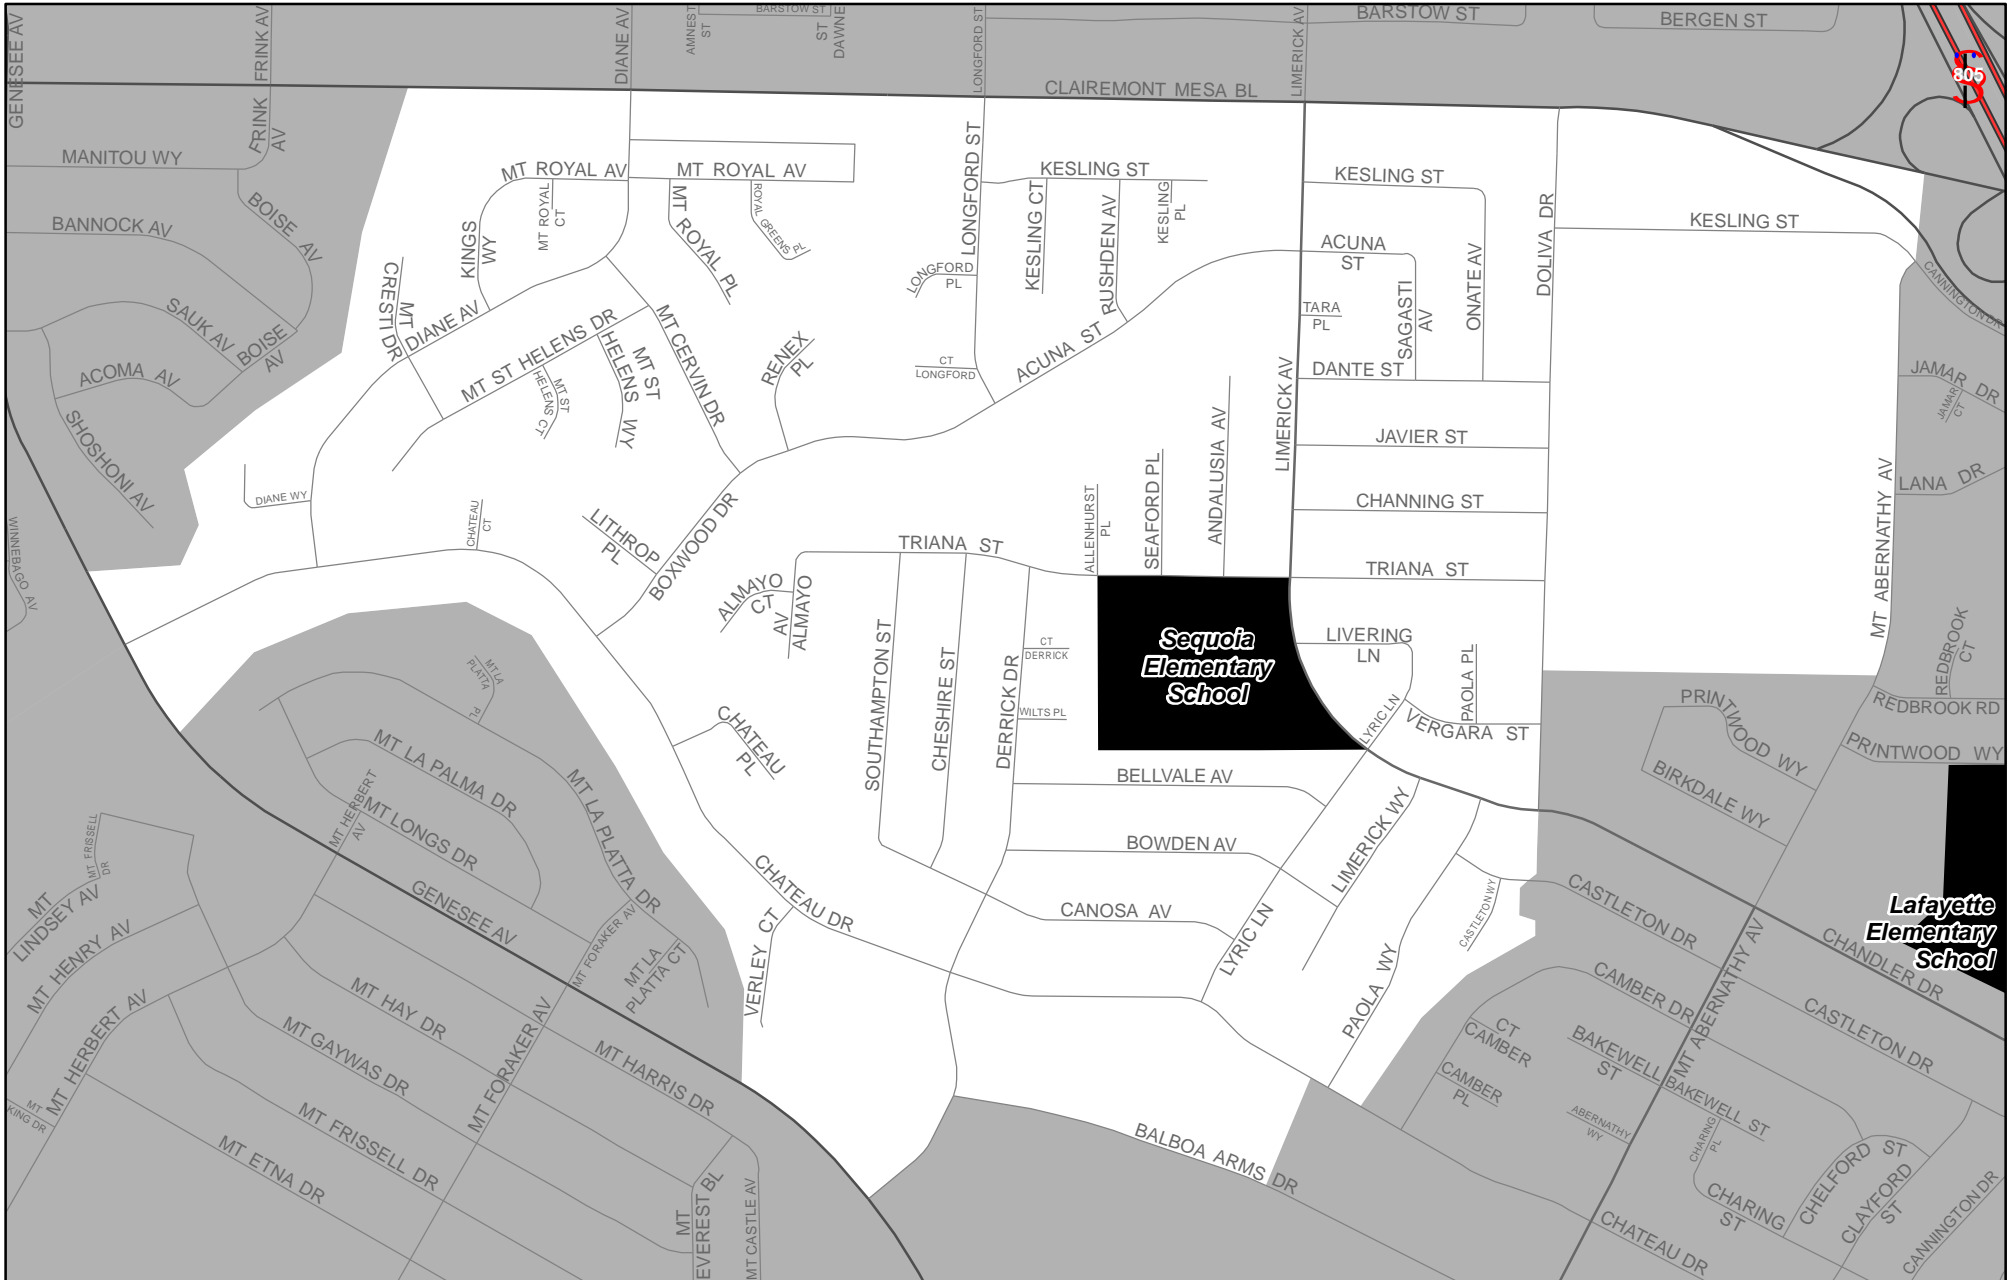 GENESEE AV
FRINK AV
DIANE AV
AMNEST
ST
BARSTOW ST
ST
DAWNE
LONGFORD ST
LIMERICK AV
BARSTOW ST
BERGEN ST
805
CLAIREMONT MESA BL
FRINK
AV
MANITOU WY
BOISE AV
BANNOCK AV
SAUK AV
BOISE
AV
ACOMA AV
SHOSHONI AV
WINNEBAGO AV
MT ROYAL AV
MT ROYAL AV
MT ROYAL
CT
KINGS
WY
MT
ROYAL PL
ROYAL GREENS PL
LONGFORD ST
KESLING ST
KESLING CT
RUSHDEN AV
KESLING
PL
KESLING ST
DOLIVA DR
KESLING ST
ACUNA
ST
ONATE AV
SAGASTI
AV
TARA
PL
DANTE ST
CANNINGTON DR
MT
CRESTI DR
DIANE AV
MT ST HELENS DR
MT ST
HELENS WY
MT ST
HELENS CT
MT CERVIN DR
RENEX
PL
LONGFORD
PL
CT
LONGFORD
ACUNA ST
LIMERICK AV
JAVIER ST
CHANNING ST
TRIANA ST
JAMAR DR
JAMAR
CT
LANA DR
MT ABERNATHY AV
DIANE WY
CHATEAU
CT
LITHROP
PL
BOXWOOD DR
TRIANA ST
ALLENHURST
PL
SEAFORD PL
ANDALUSIA AV
ALMAYO
CT
AV
ALMAYO
SOUTHAMPTON ST
CHESHIRE ST
DERRICK DR
CT
DERRICK
WILTS PL
Sequoia
Elementary
School
LIVERING
LN
PAOLA PL
LYRIC LN
VERGARA ST
REDBROOK
CT
REDBROOK RD
PRINTWOOD WY
PRINTWOOD WY
BIRKDALE WY
MT LA
PLATTA
PL
MT LA PALMA DR
MT LONGS DR
MT HERBERT
AV
MT LA PLATTA DR
CHATEAU
PL
BELLVALE AV
BOWDEN AV
CANOSA AV
LIMERICK WY
LYRIC LN
PAOLA WY
CASTLETON WY
CASTLETON DR
Lafayette
Elementary
School
CHANDLER DR
MT FRISSELL
DR
MT
LINDSEY AV
MT HENRY AV
MT HERBERT AV
MT
KING DR
GENESEE AV
MT FORAKER AV
MT LA
PLATTA CT
CHATEAU DR
VERLEY CT
MT HAY DR
MT GAYWAS DR
MT FORAKER AV
MT HARRIS DR
MT FRISSELL DR
MT ETNA DR
MT
EVEREST BL
MT CASTLE AV
BALBOA ARMS DR
CAMBER DR
CT
CAMBER
CAMBER
PL
MT ABERNATHY AV
CASTLETON DR
BAKEWELL
ST
BAKEWELL ST
ABERNATHY
WY
CHARING
PL
CHARING
ST
CHELFORD ST
CLAYFORD
ST
CANNINGTON DR
CHATEAU DR